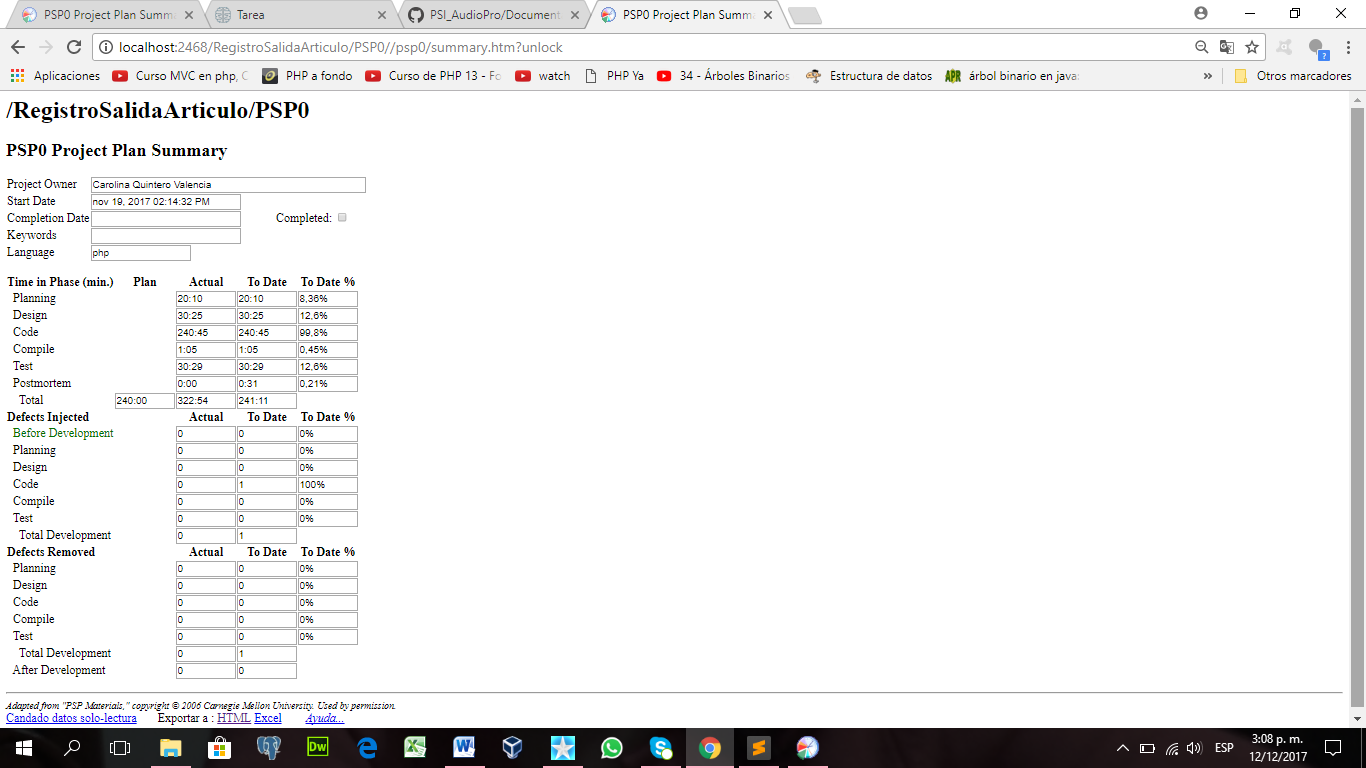 PSP0 Project Plan Summa
Tarea
PSI_AudioPro/Document
PSP0 Project Plan Summa
localhost:2468/RegistroSalidaArticulo/PSP0//psp0/summary.htm?unlock
Aplicaciones
Curso MVC en php, C
PHP a fondo
Curso de PHP 13 - Fo
watch
PHP Ya
34 - Árboles Binarios
Estructura de datos
árbol binario en java:
»
Otros marcadores
/RegistroSalidaArticulo/PSP0
PSP0 Project Plan Summary
Project Owner Carolina Quintero Valencia
Start Date nov 19, 2017 02:14:32 PM
Completion Date Completed:
Keywords
Language php
Time in Phase (min.) Plan Actual To Date To Date %
Planning 20:10 20:10 8,36%
Design 30:25 30:25 12,6%
Code 240:45 240:45 99,8%
Compile 1:05 1:05 0,45%
Test 30:29 30:29 12,6%
Postmortem 0:00 0:31 0,21%
Total 240:00 322:54 241:11
Defects Injected Actual To Date To Date %
Before Development 0 0 0%
Planning 0 0 0%
Design 0 0 0%
Code 0 1 100%
Compile 0 0 0%
Test 0 0 0%
Total Development 0 1
Defects Removed Actual To Date To Date %
Planning 0 0 0%
Design 0 0 0%
Code 0 0 0%
Compile 0 0 0%
Test 0 0 0%
Total Development 0 1
After Development 0 0
Adapted from "PSP Materials," copyright © 2006 Carnegie Mellon University. Used by permission.
Candado datos solo-lectura Exportar a : HTML Excel Ayuda...
ESP
3:08 p. m.
12/12/2017